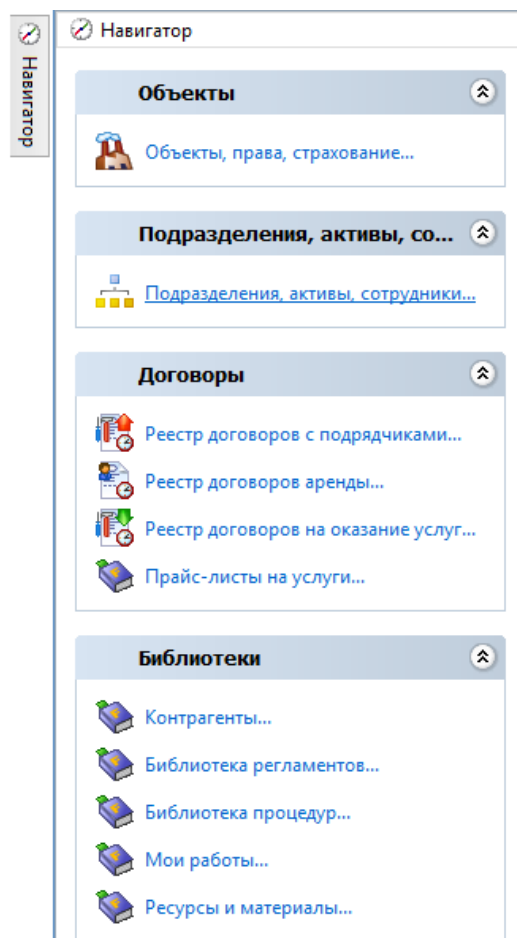 Навигатор
Навигатор
Объекты
Объекты, права, страхование...
Подразделения, активы, со...
Подразделения, активы, сотрудники...
Договоры
Реестр договоров с подрядчиками...
Реестр договоров аренды...
Реестр договоров на оказание услуг...
Прайс-листы на услуги...
Библиотеки
Контрагенты...
Библиотека регламентов...
Библиотека процедур...
Мои работы...
Ресурсы и материалы...